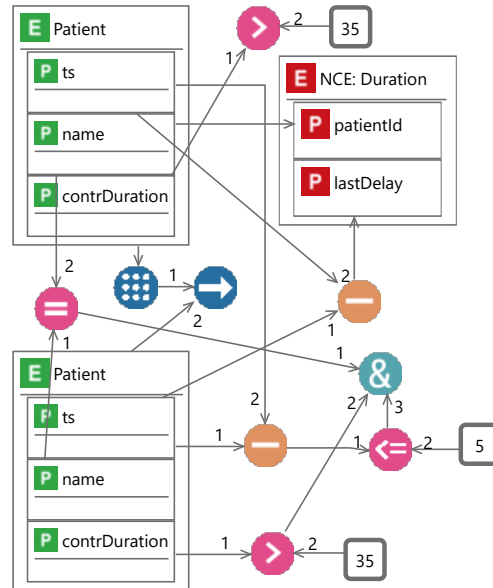 E Patient
P ts
P name
P contrDuration
>
1
2
35
E NCE: Duration
P patientId
P lastDelay
2
1
2
=
1
2
−
1
1
&
2
3
E Patient
P ts
P name
P contrDuration
2
1
−
1
<=
2
5
1
>
2
35